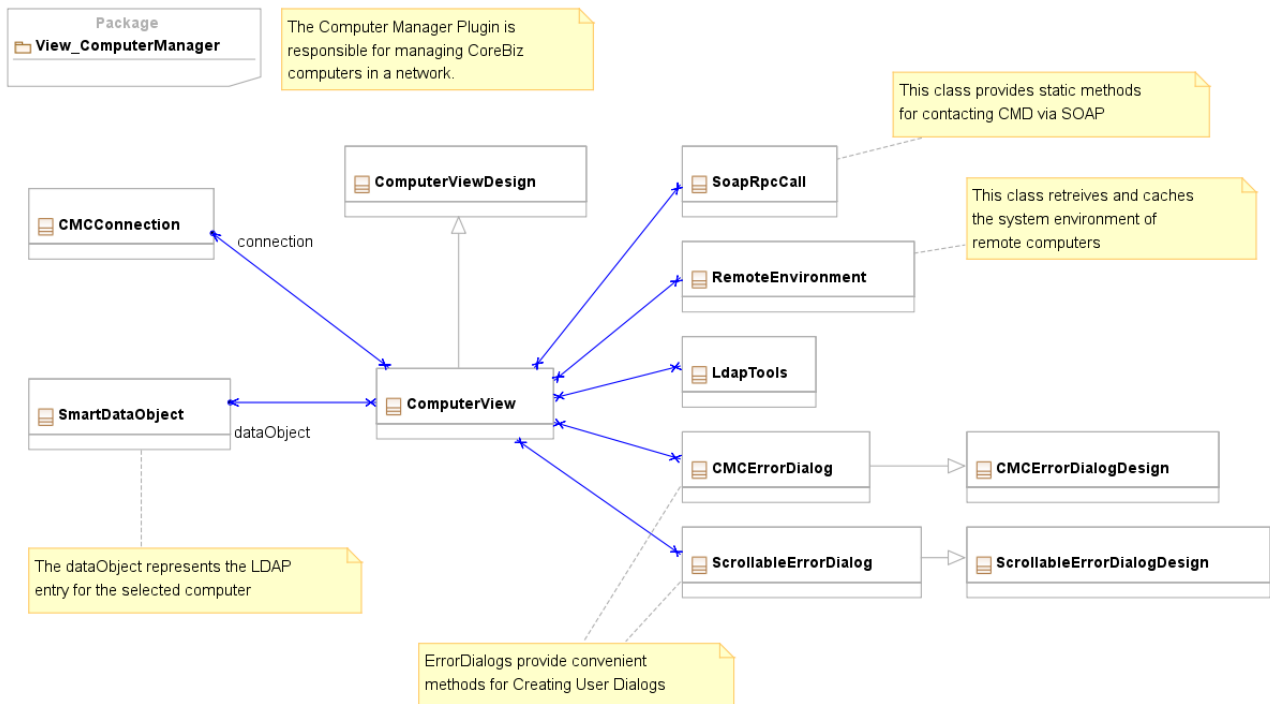 Package
View_ComputerManager
The Computer Manager Plugin is
responsible for managing CoreBiz
computers in a network.
This class provides static methods
for contacting CMD via SOAP
ComputerViewDesign
SoapRpcCall
This class retreives and caches
the system environment of
remote computers
CMCConnection
connection
RemoteEnvironment
LdapTools
SmartDataObject
dataObject
ComputerView
CMCErrorDialog
CMCErrorDialogDesign
ScrollableErrorDialog
ScrollableErrorDialogDesign
The dataObject represents the LDAP
entry for the selected computer
ErrorDialogs provide convenient
methods for Creating User Dialogs